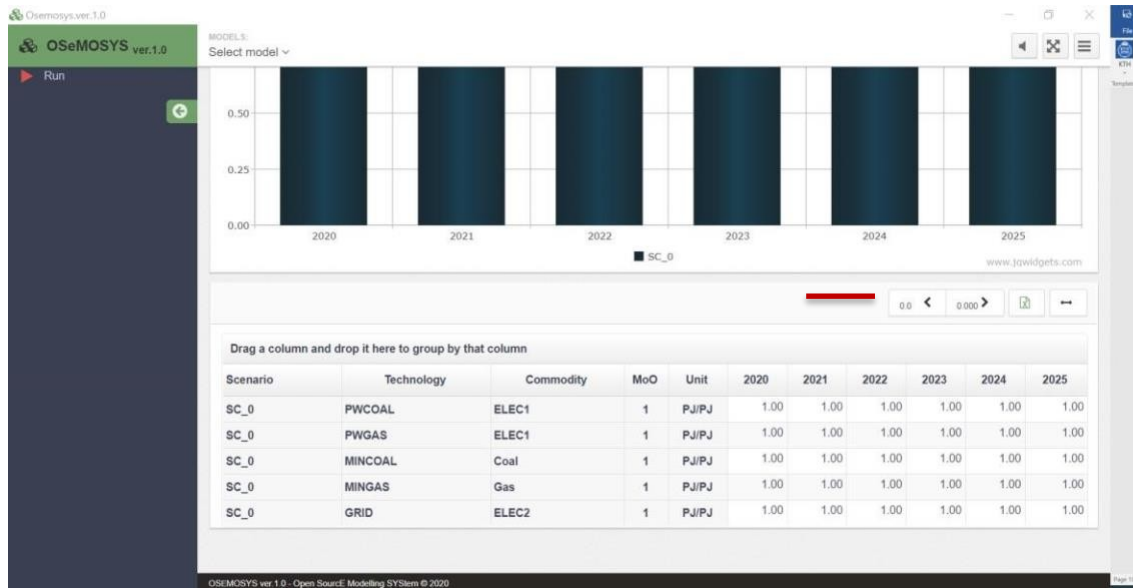 Osemosys.ver.1.0
OSeMOSYS ver.1.0
MODELS:
Select model
Run
0.50
0.25
0.00
2020 2021 2022 2023 2024 2025
SC_0
www.jqwidgets.com
0.0 0.000
Drag a column and drop it here to group by that column
Scenario Technology Commodity MoO Unit 2020 2021 2022 2023 2024 2025
SC_0 PWCOAL ELEC1 1 PJ/PJ 1.00 1.00 1.00 1.00 1.00 1.00
SC_0 PWGAS ELEC1 1 PJ/PJ 1.00 1.00 1.00 1.00 1.00 1.00
SC_0 MINCOAL Coal 1 PJ/PJ 1.00 1.00 1.00 1.00 1.00 1.00
SC_0 MINGAS Gas 1 PJ/PJ 1.00 1.00 1.00 1.00 1.00 1.00
SC_0 GRID ELEC2 1 PJ/PJ 1.00 1.00 1.00 1.00 1.00 1.00
OSEMOSYS ver.1.0 - Open SourcE Modelling SYStem © 2020
File
KTH